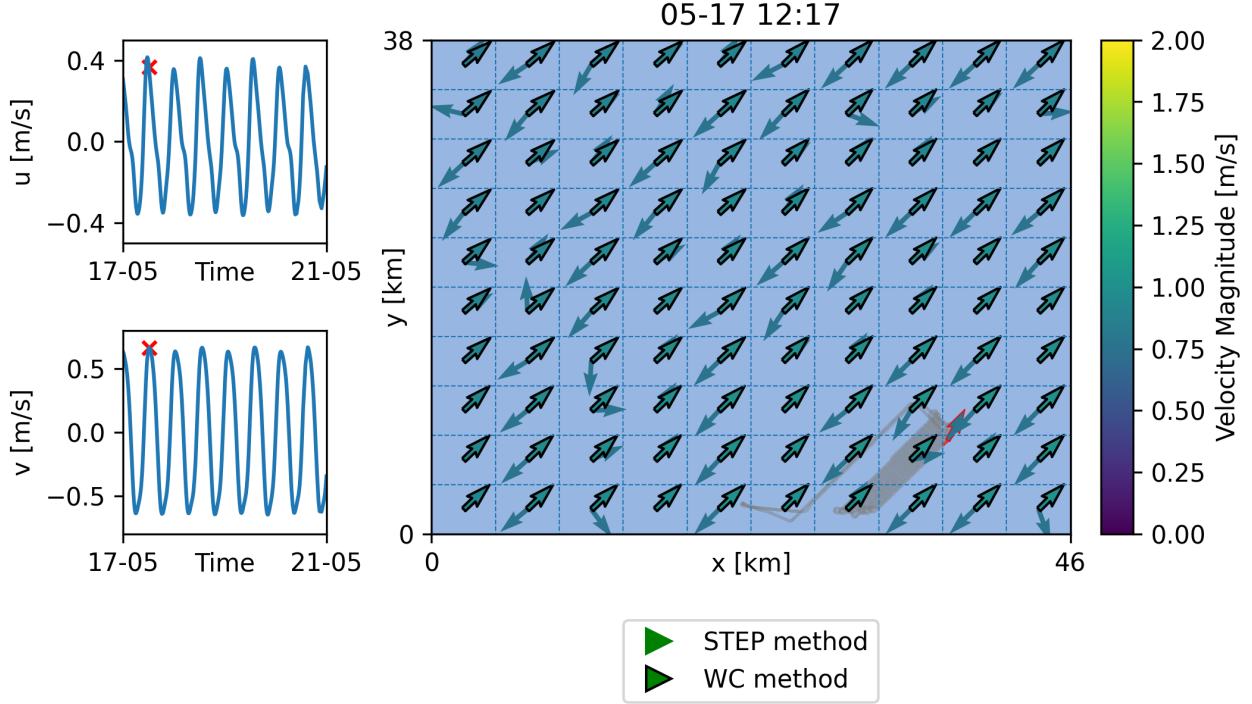 05-17 12:17
0.4
0.0
−0.4
u [m/s]
17-05 Time 21-05
0.5
0.0
−0.5
v [m/s]
17-05 Time 21-05
38
y [km]
0
0 x [km] 46
2.00
1.75
1.50
1.25
1.00
0.75
0.50
0.25
0.00
Velocity Magnitude [m/s]
STEP method
WC method